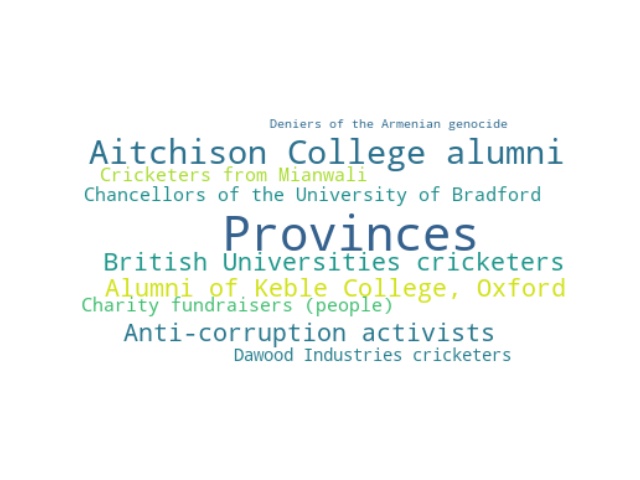 Deniers of the Armenian genocide
Aitchison College alumni
Cricketers from Mianwali
Chancellors of the University of Bradford
Provinces
British Universities cricketers
Alumni of Keble College, Oxford
Charity fundraisers (people)
Anti-corruption activists
Dawood Industries cricketers